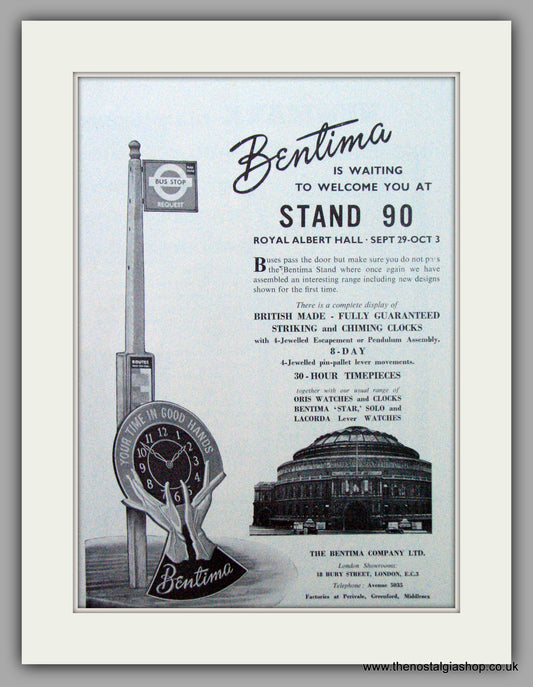 Bentima
IS WAITING
TO WELCOME YOU AT
STAND 90
ROYAL ALBERT HALL · SEPT 29-OCT 3
Buses pass the door but make sure you do not pass
the Bentima Stand where once again we have
assembled an interesting range including new designs
shown for the first time.
There is a complete display of
BRITISH MADE - FULLY GUARANTEED
STRIKING and CHIMING CLOCKS
with 4-Jewelled Escapement or Pendulum Assembly.
8-DAY
4-Jewelled pin-pallet lever movements.
30-HOUR TIMEPIECES
together with our usual range of
ORIS WATCHES and CLOCKS
BENTIMA 'STAR,' SOLO and
LACORDA Lever WATCHES
BUS STOP
REQUEST
ROUTES
YOUR TIME IN GOOD HANDS
Bentima
THE BENTIMA COMPANY LTD.
London Showrooms:
18 BURY STREET, LONDON, E.C.3
Telephone: Avenue 5035
Factories at Perivale, Greenford, Middlesex
www.thenostalgiashop.co.uk